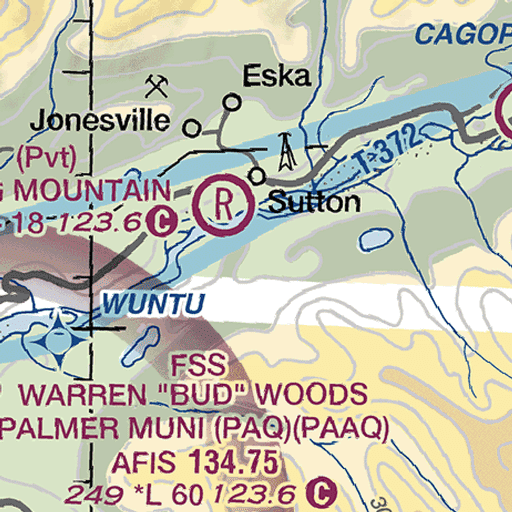 CAGOP
Eska
Jonesville
T-372
(Pvt)
G MOUNTAIN
R
Sutton
18 123.6 C
WUNTU
FSS
WARREN "BUD" WOODS
PALMER MUNI (PAQ)(PAAQ)
AFIS 134.75
249 *L 60 123.6 C